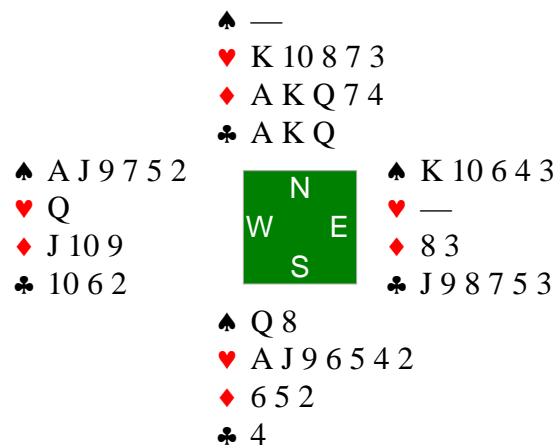 ♠ —
♥ K 10 8 7 3
♦ A K Q 7 4
♣ A K Q
♠ A J 9 7 5 2
♥ Q
♦ J 10 9
♣ 10 6 2
N
W E
S
♠ K 10 6 4 3
♥ —
♦ 8 3
♣ J 9 8 7 5 3
♠ Q 8
♥ A J 9 6 5 4 2
♦ 6 5 2
♣ 4